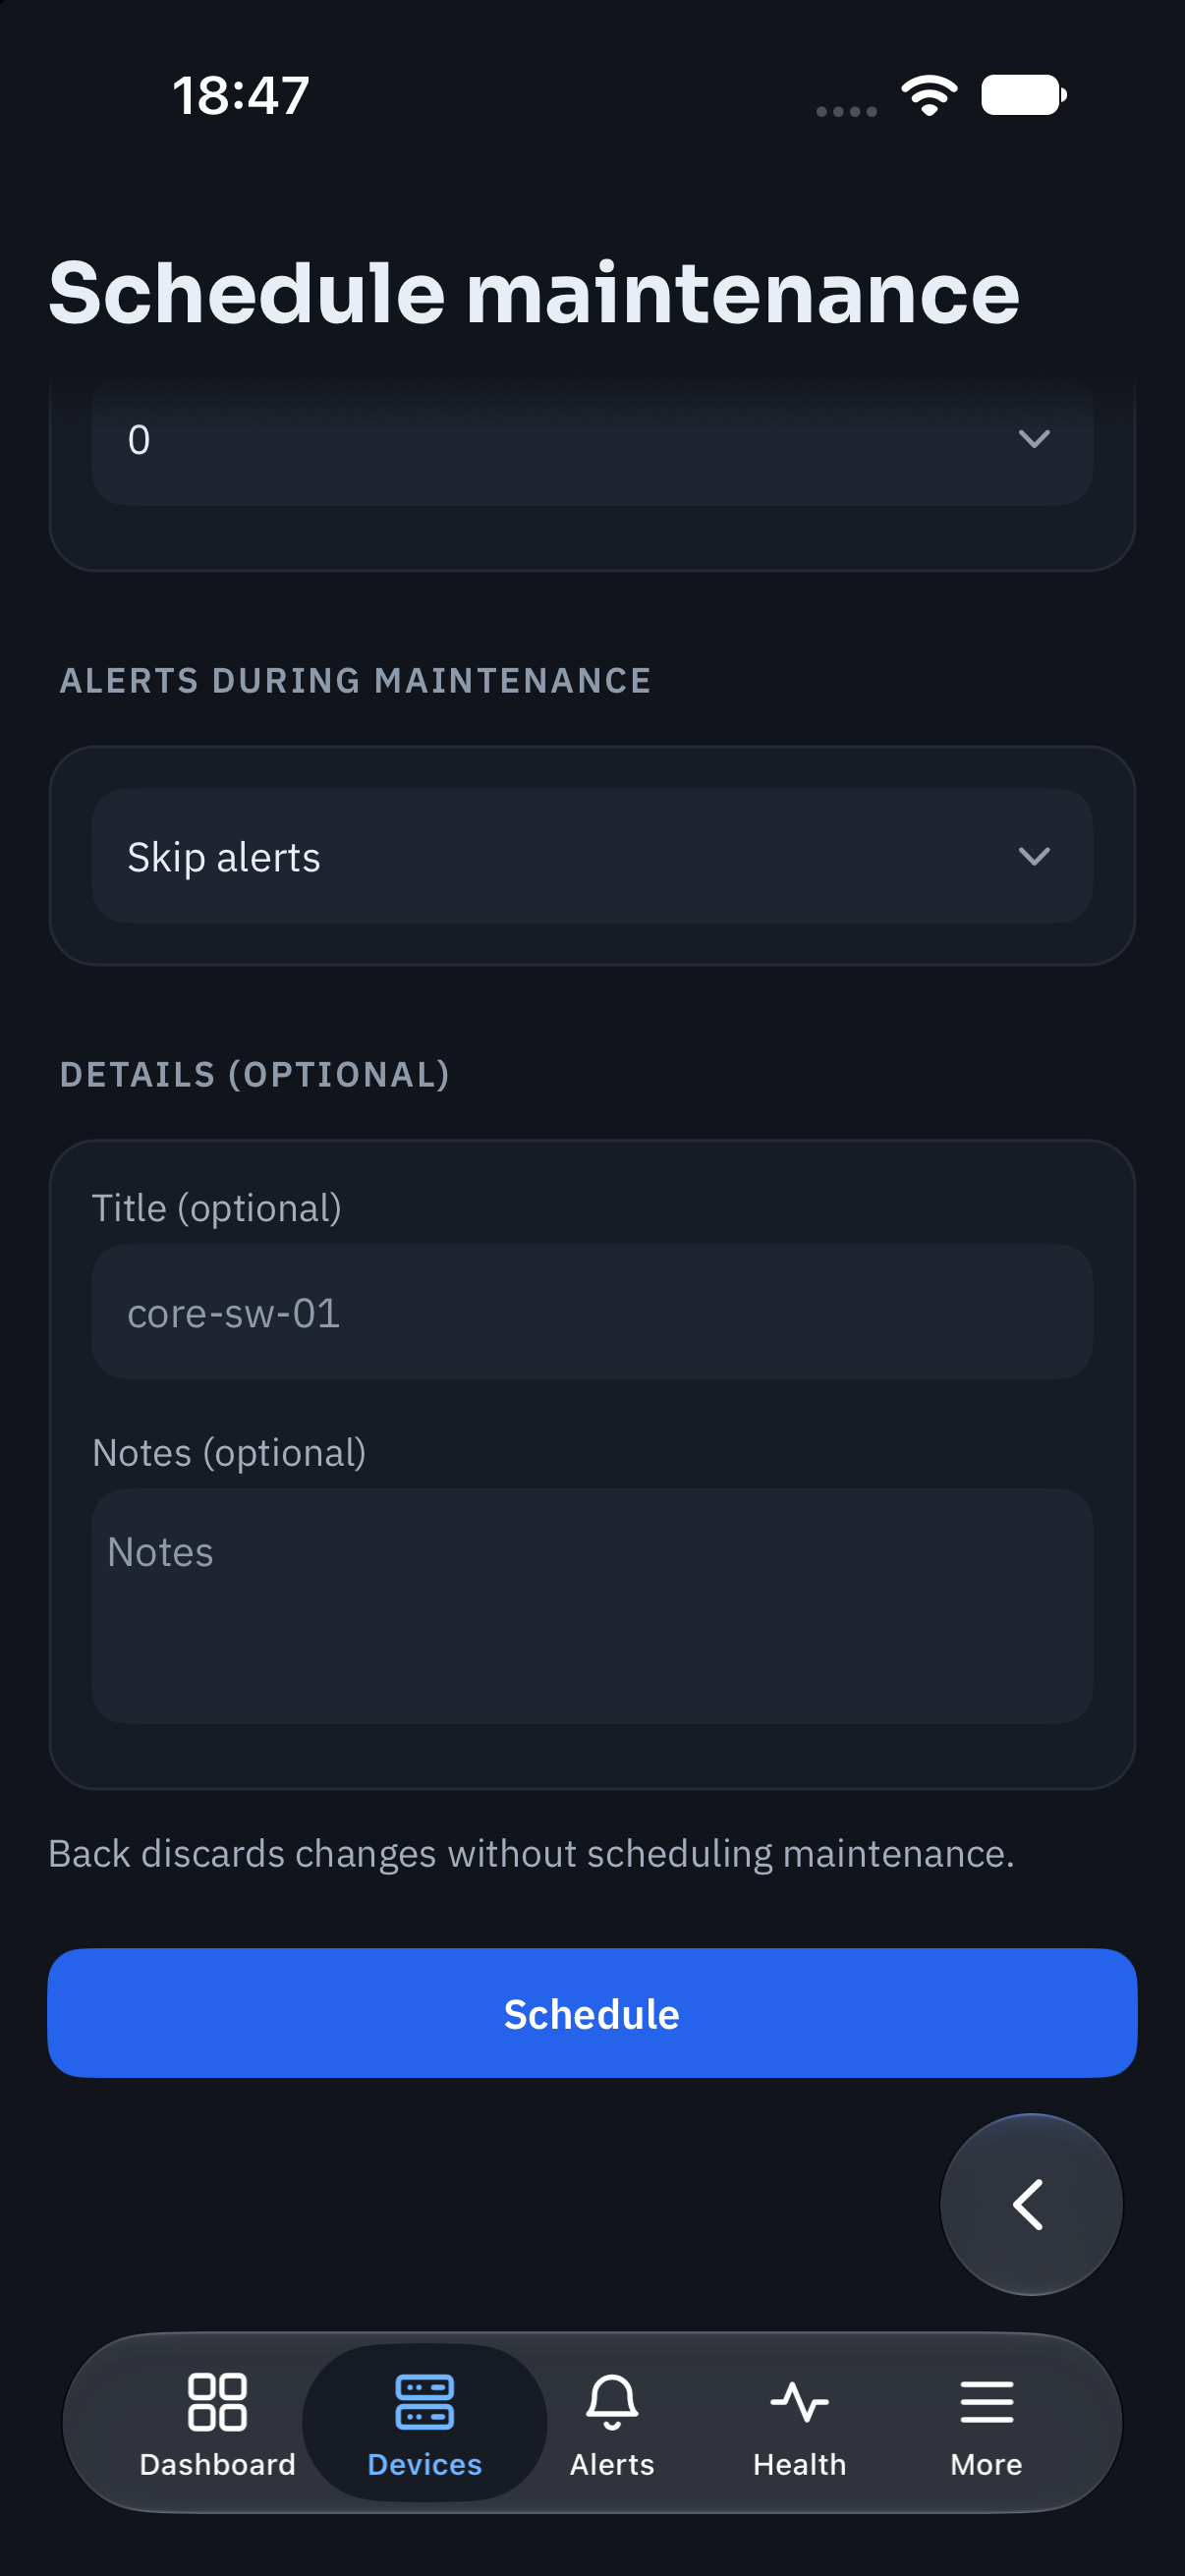 18:47
Schedule maintenance
0
ALERTS DURING MAINTENANCE
Skip alerts
DETAILS (OPTIONAL)
Title (optional)
core-sw-01
Notes (optional)
Notes
Back discards changes without scheduling maintenance.
Schedule
Dashboard
Devices
Alerts
Health
More